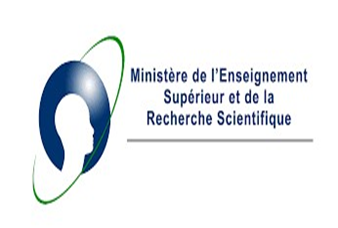 Ministère de l'Enseignement
Supérieur et de la
Recherche Scientifique